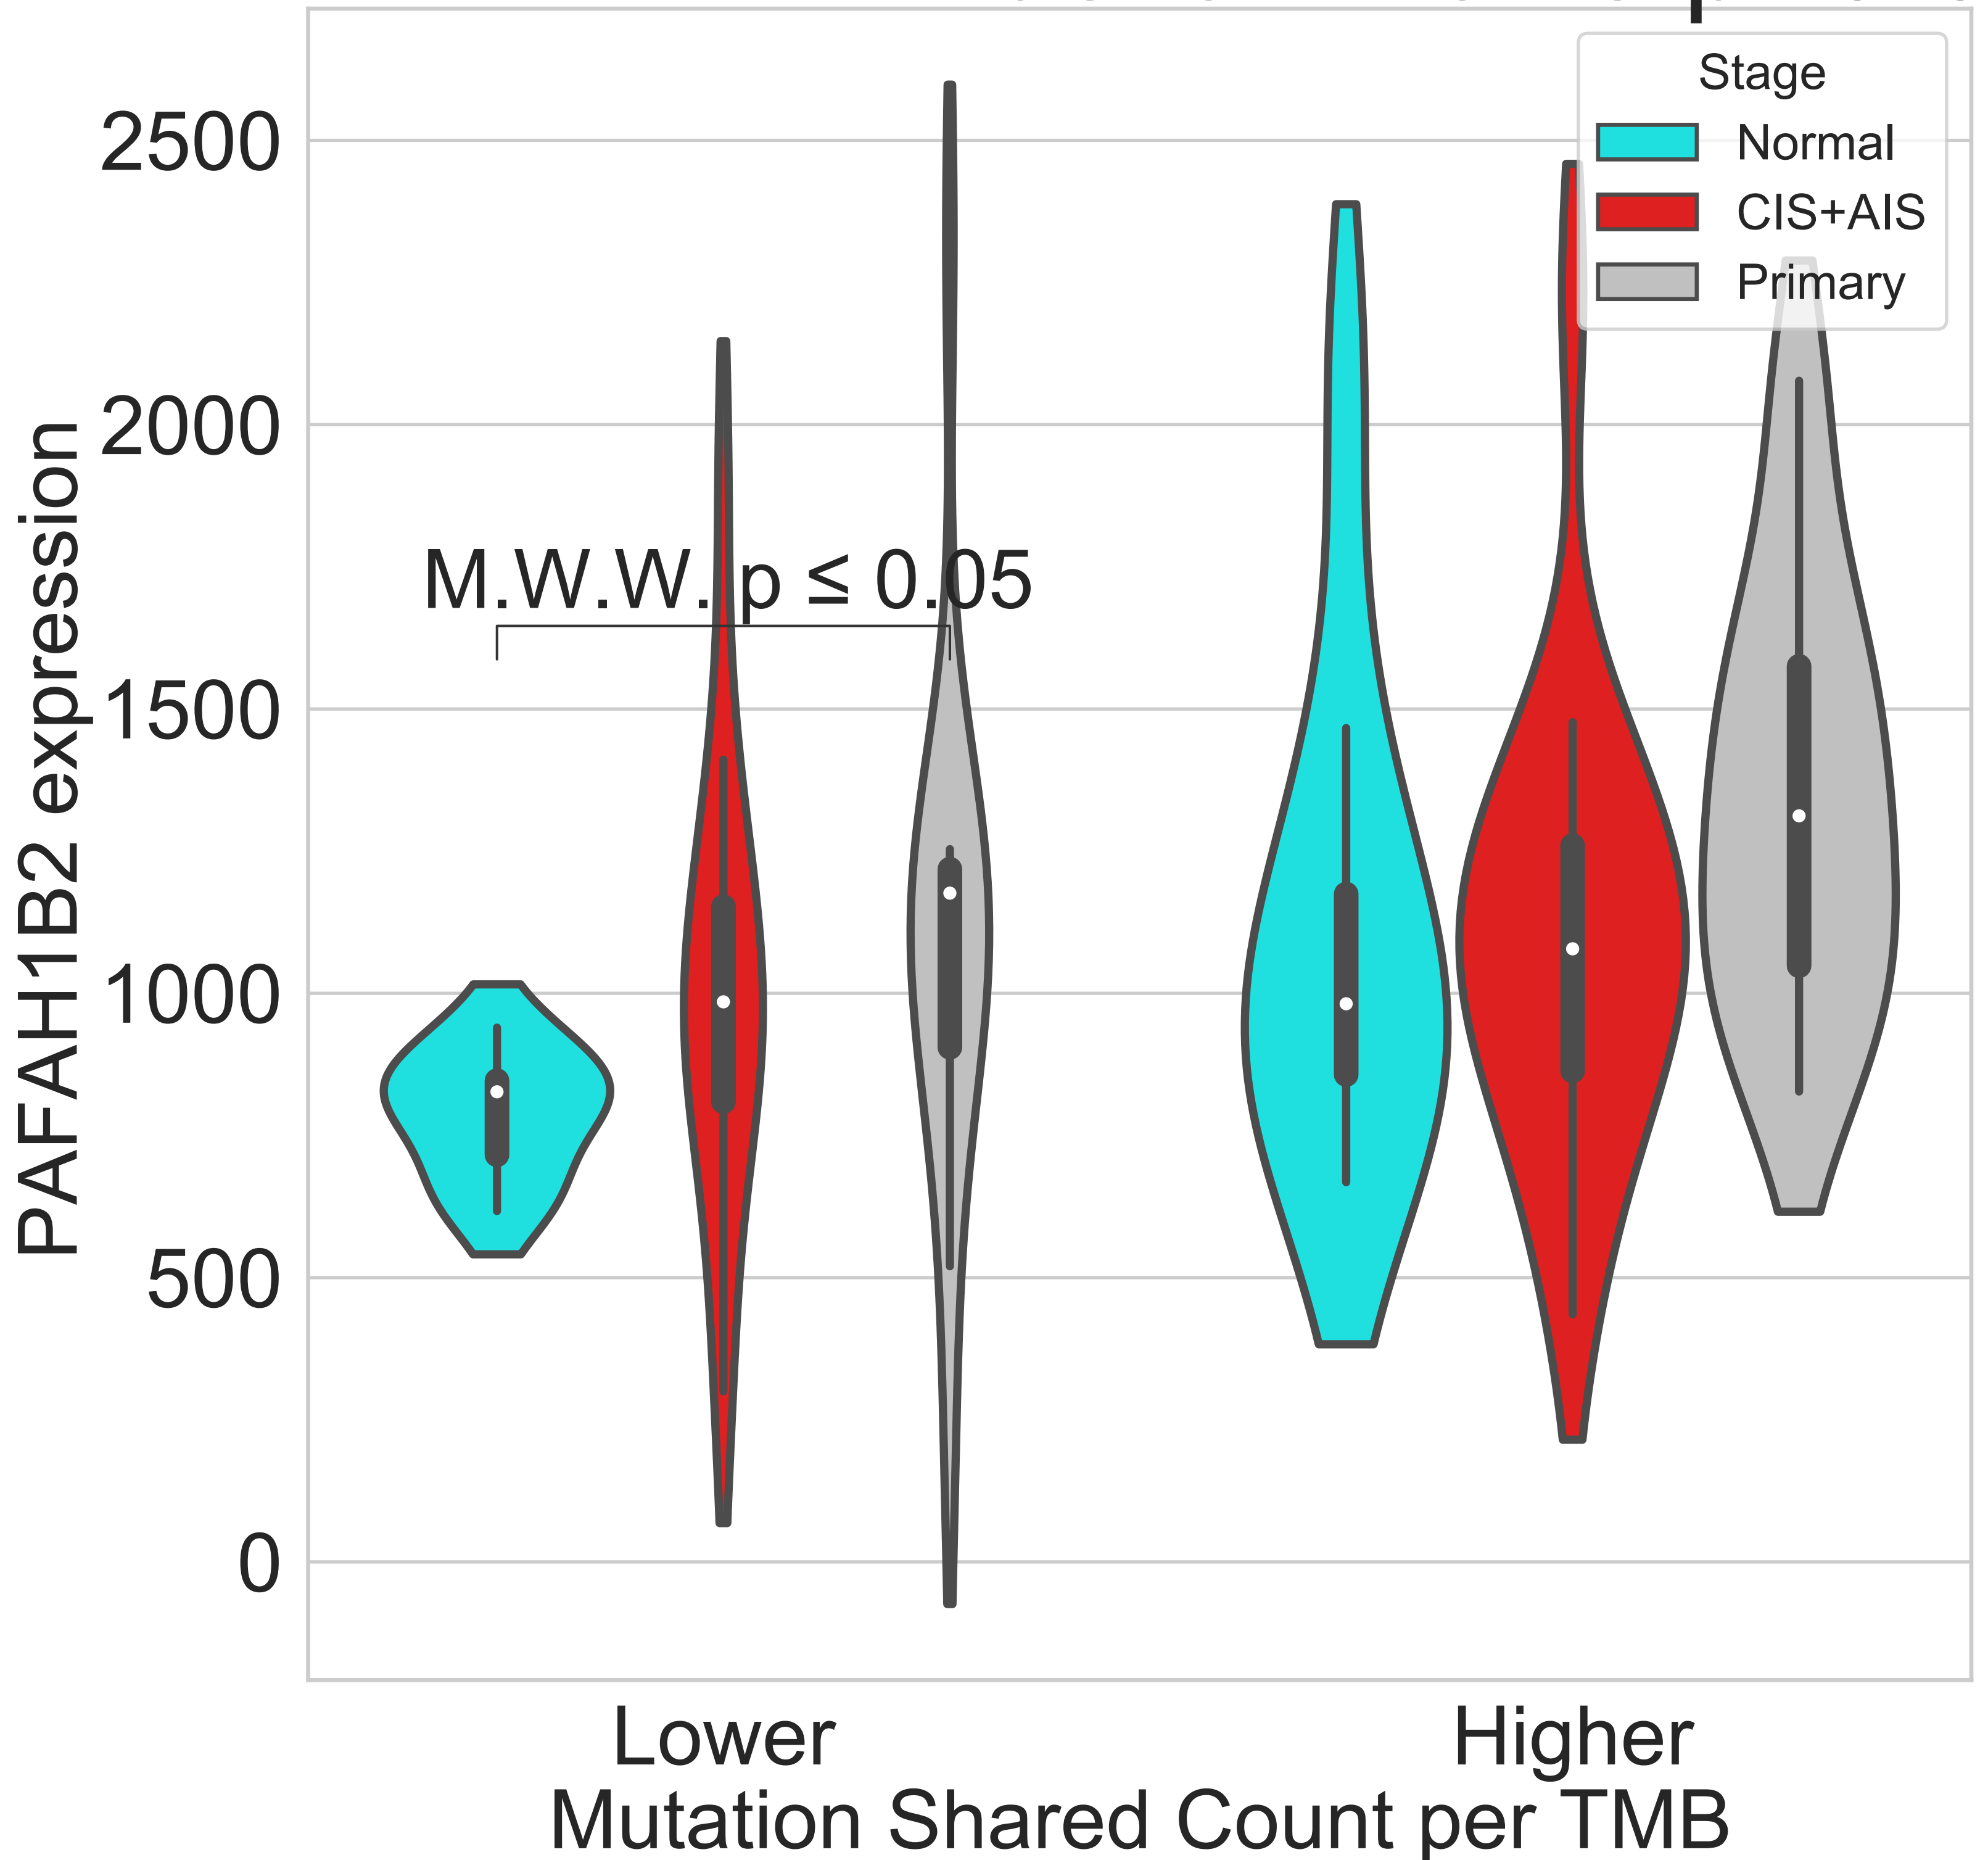 Stage
Normal
CIS+AIS
Primary
2500
2000
1500
1000
500
0
PAFAH1B2 expression
M.W.W. p ≤ 0.05
Lower
Higher
Mutation Shared Count per TMB